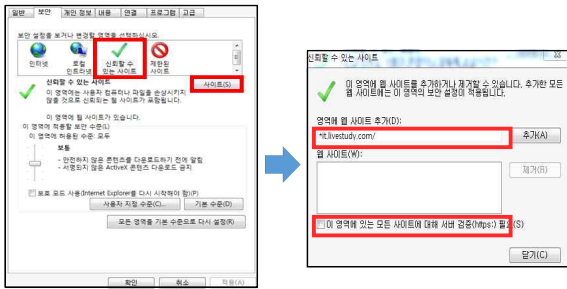 일반 보안 개인 정보 내용 연결 프로그램 고급
보안 설정을 보거나 변경할 영역을 선택하십시오.
인터넷
로컬 인트라넷
신뢰할 수 있는 사이트
제한된 사이트
신뢰할 수 있는 사이트
사이트(S)
이 영역에는 사용자 컴퓨터나 파일을 손상시키지
않을 것으로 신뢰되는 웹 사이트가 포함됩니다.
이 영역에 웹 사이트가 있습니다.
이 영역에 적용할 보안 수준(L)
이 영역에 허용된 수준: 모두
보통
- 안전하지 않은 콘텐츠를 다운로드하기 전에 알림
- 서명되지 않은 ActiveX 콘텐츠 다운로드 금지
보호 모드 사용(Internet Explorer를 다시 시작해야 함)(P)
사용자 지정 수준(C)... 기본 수준(D)
모든 영역을 기본 수준으로 다시 설정(R)
확인 취소 적용(A)
신뢰할 수 있는 사이트
이 영역에 웹 사이트를 추가하거나 제거할 수 있습니다. 추가한 모든
웹 사이트에는 이 영역의 보안 설정이 적용됩니다.
영역에 웹 사이트 추가(D):
*it.livestudy.com/ 추가(A)
웹 사이트(W):
제거(R)
이 영역에 있는 모든 사이트에 대해 서버 검증(https:) 필요(S)
닫기(C)